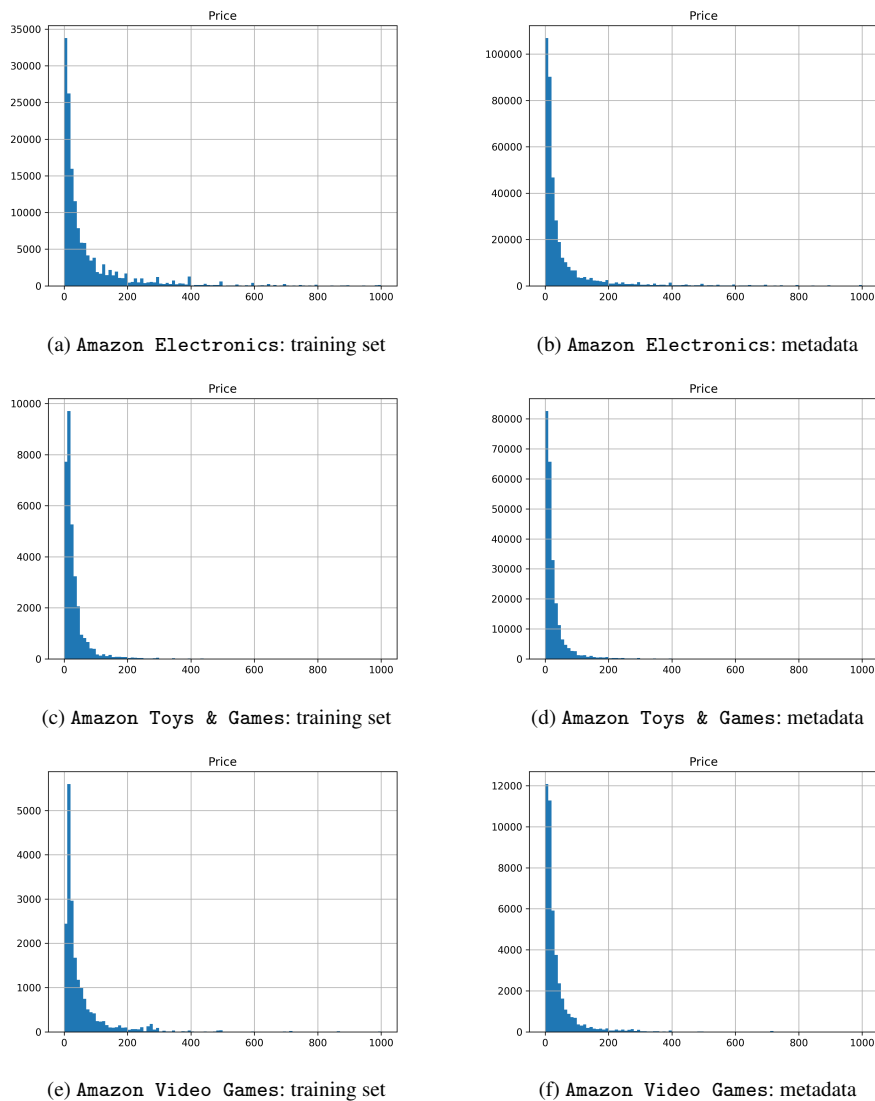 Price
35000
30000
25000
20000
15000
10000
5000
0
0 200 400 600 800 1000
(a) Amazon Electronics: training set
Price
100000
80000
60000
40000
20000
0
0 200 400 600 800 1000
(b) Amazon Electronics: metadata
Price
10000
8000
6000
4000
2000
0
0 200 400 600 800 1000
(c) Amazon Toys & Games: training set
Price
80000
70000
60000
50000
40000
30000
20000
10000
0
0 200 400 600 800 1000
(d) Amazon Toys & Games: metadata
Price
5000
4000
3000
2000
1000
0
0 200 400 600 800 1000
(e) Amazon Video Games: training set
Price
12000
10000
8000
6000
4000
2000
0
0 200 400 600 800 1000
(f) Amazon Video Games: metadata